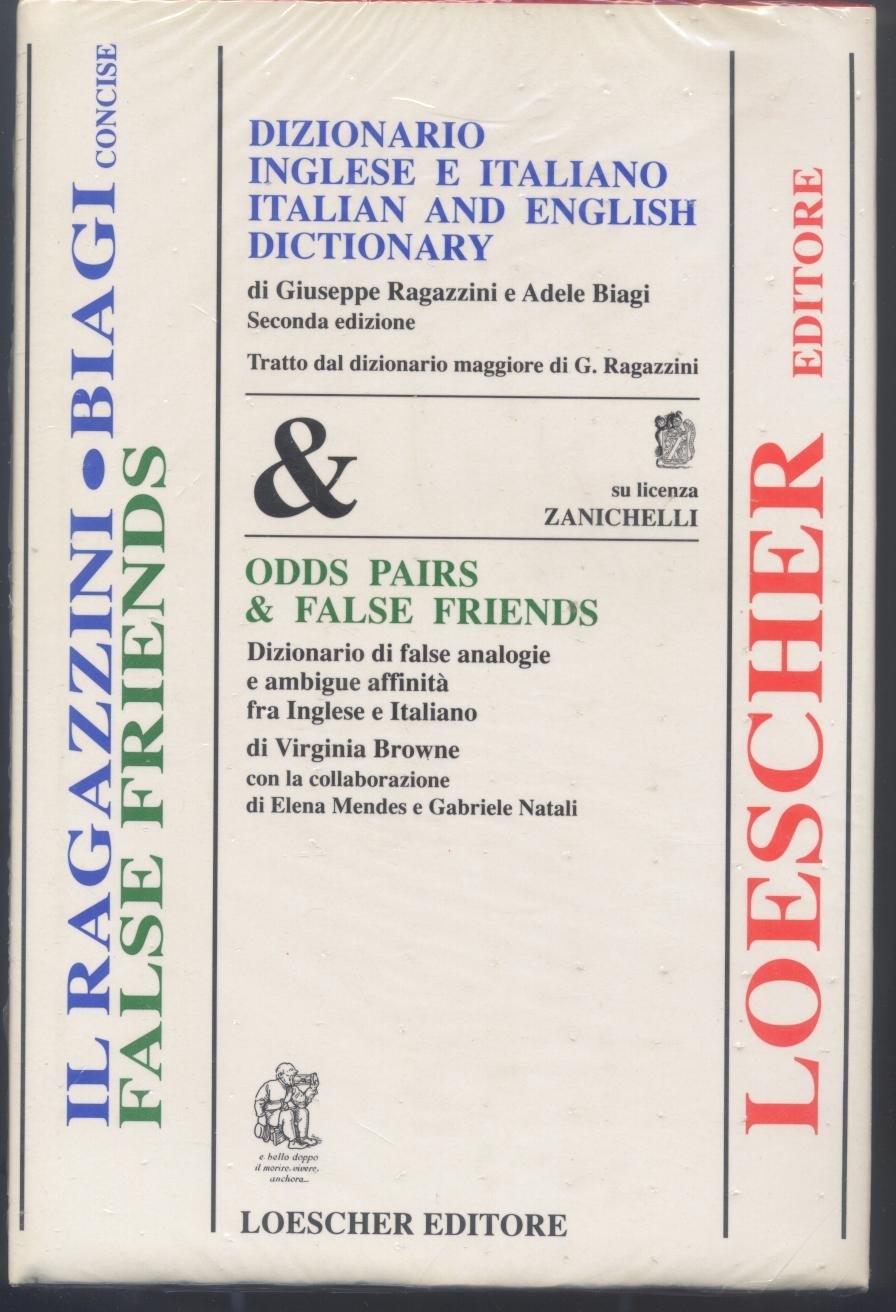 IL RAGAZZINI • BIAGI CONCISE
FALSE FRIENDS
DIZIONARIO
INGLESE E ITALIANO
ITALIAN AND ENGLISH
DICTIONARY
di Giuseppe Ragazzini e Adele Biagi
Seconda edizione
Tratto dal dizionario maggiore di G. Ragazzini
&
su licenza
ZANICHELLI
ODDS PAIRS
& FALSE FRIENDS
Dizionario di false analogie
e ambigue affinità
fra Inglese e Italiano
di Virginia Browne
con la collaborazione
di Elena Mendes e Gabriele Natali
e bello doppo
il morire, vivere,
anchora...
LOESCHER EDITORE
LOESCHER EDITORE